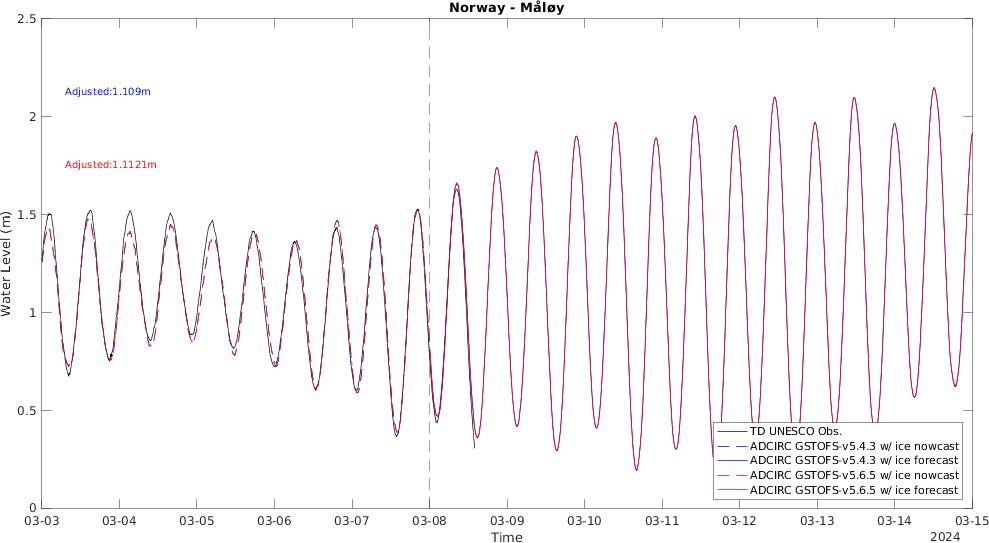 Norway - Måløy
2.5
2
1.5
1
0.5
0
Water Level (m)
Adjusted:1.109m
Adjusted:1.1121m
TD UNESCO Obs.
ADCIRC GSTOFS-v5.4.3 w/ ice nowcast
ADCIRC GSTOFS-v5.4.3 w/ ice forecast
ADCIRC GSTOFS-v5.6.5 w/ ice nowcast
ADCIRC GSTOFS-v5.6.5 w/ ice forecast
03-03 03-04 03-05 03-06 03-07 03-08 03-09 03-10 03-11 03-12 03-13 03-14 03-15
Time
2024